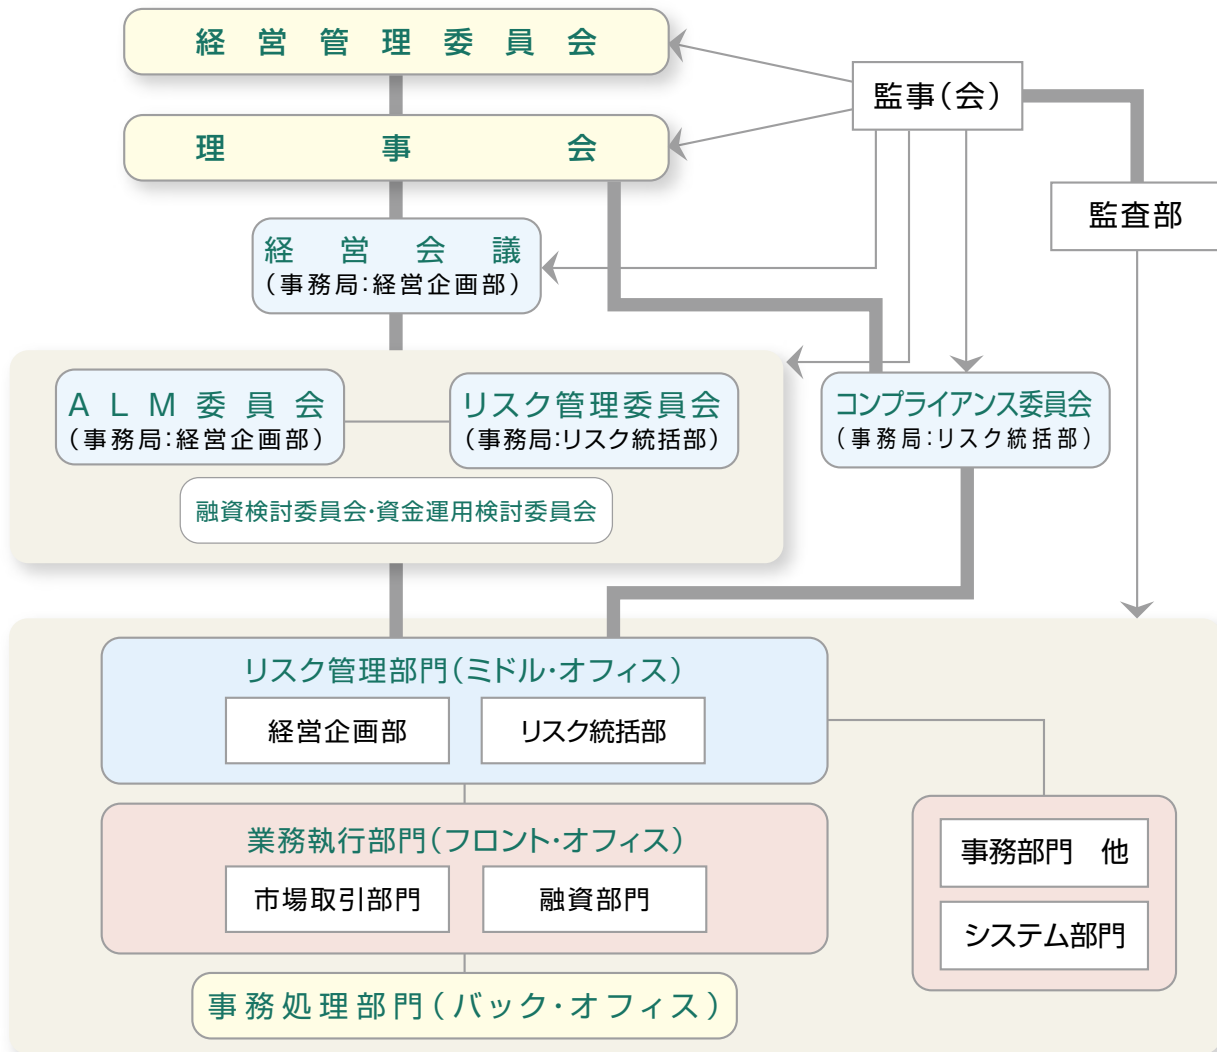 経営管理委員会
監事（会）
理事会
監査部
経営会議
（事務局：経営企画部）
ALM委員会
（事務局：経営企画部）
リスク管理委員会
（事務局：リスク統括部）
コンプライアンス委員会
（事務局：リスク統括部）
融資検討委員会・資金運用検討委員会
リスク管理部門（ミドル・オフィス）
経営企画部
リスク統括部
業務執行部門（フロント・オフィス）
市場取引部門
融資部門
事務部門　他
システム部門
事務処理部門（バック・オフィス）